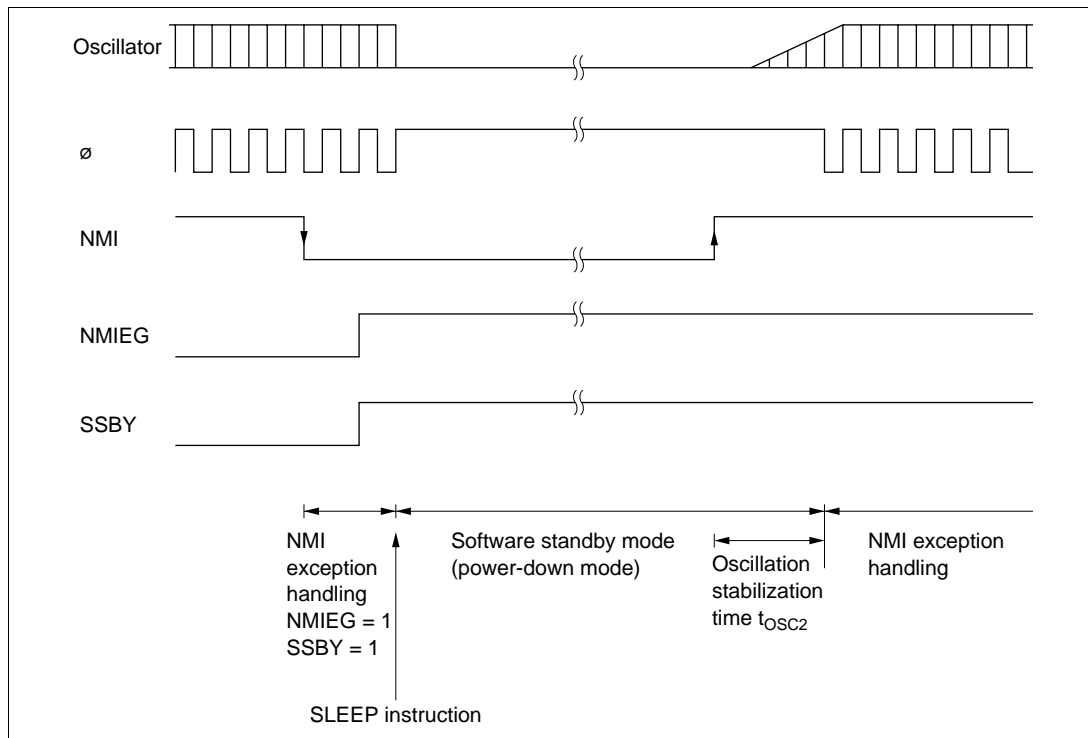 Oscillator
ø
NMI
NMIEG
SSBY
NMI
exception
handling
NMIEG = 1
SSBY = 1
Software standby mode
(power-down mode)
Oscillation
stabilization
time tOSC2
NMI exception
handling
SLEEP instruction